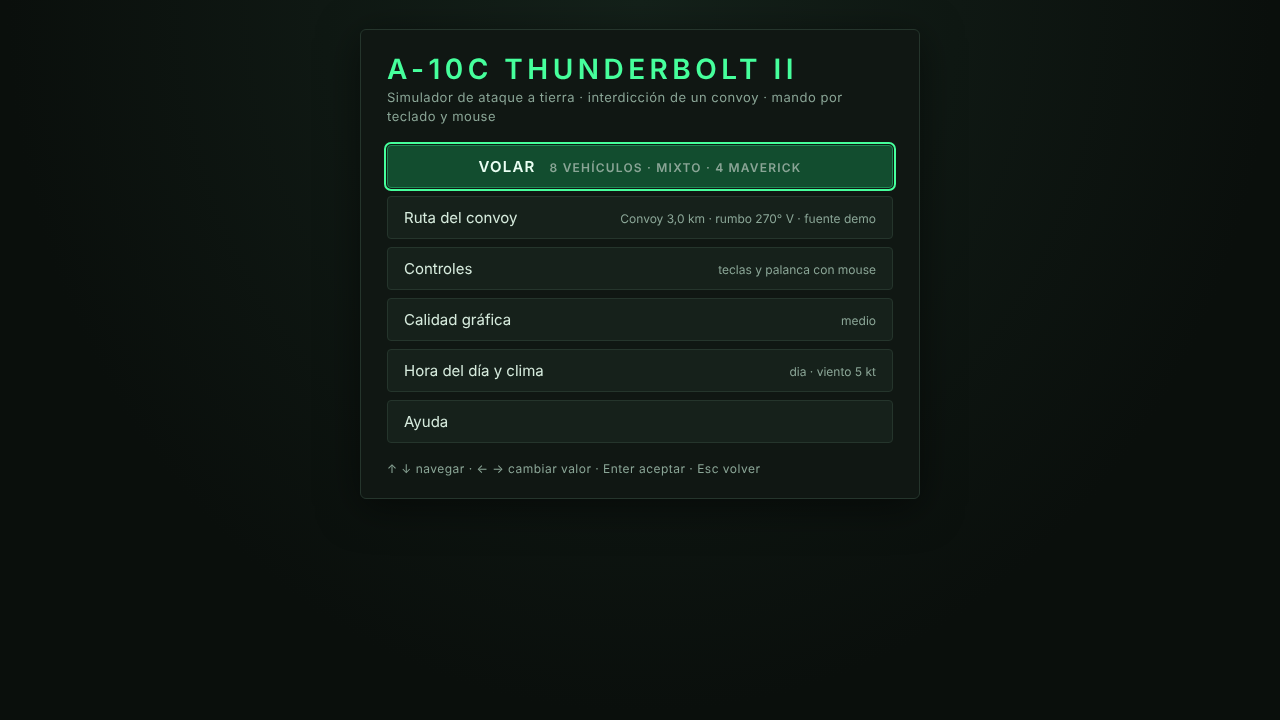 A-10C THUNDERBOLT II
Simulador de ataque a tierra · interdicción de un convoy · mando por
teclado y mouse
VOLAR 8 VEHÍCULOS · MIXTO · 4 MAVERICK
Ruta del convoy Convoy 3,0 km · rumbo 270° V · fuente demo
Controles teclas y palanca con mouse
Calidad gráfica medio
Hora del día y clima dia · viento 5 kt
Ayuda
↑ ↓ navegar · ← → cambiar valor · Enter aceptar · Esc volver